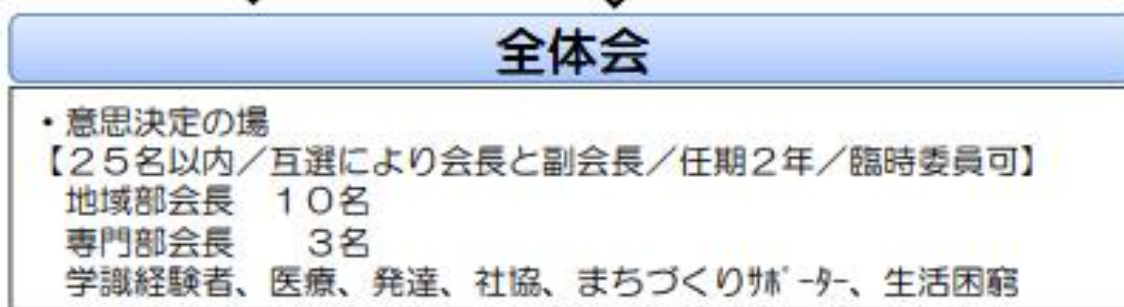 全体会
・意思決定の場
【２５名以内／互選により会長と副会長／任期２年／臨時委員可】
地域部会長　１０名
専門部会長　　３名
学識経験者、医療、発達、社協、まちづくりｻﾎﾟｰﾀｰ、生活困窮